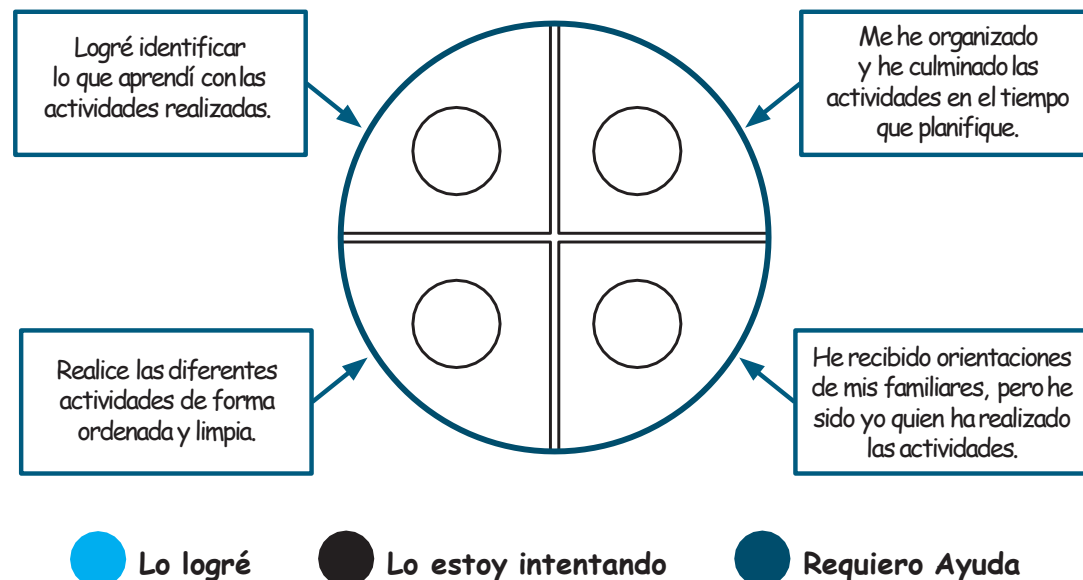 Logré identificar
lo que aprendí con las
actividades realizadas.
Me he organizado
y he culminado las
actividades en el tiempo
que planifique.
Realice las diferentes
actividades de forma
ordenada y limpia.
He recibido orientaciones
de mis familiares, pero he
sido yo quien ha realizado
las actividades.
Lo logré
Lo estoy intentando
Requiero Ayuda